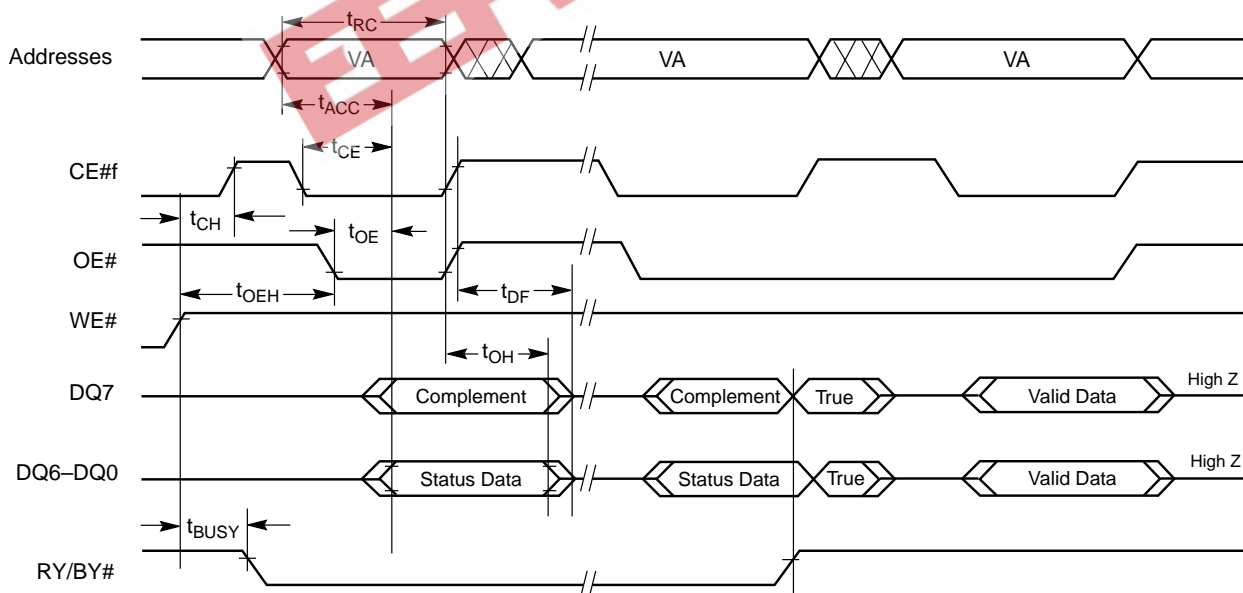 tRC
Addresses
VA
VA
VA
tACC
tCE
CE#f
tCH
tOE
OE#
tOEH
tDF
WE#
tOH
DQ7
Complement
Complement
True
Valid Data
High Z
DQ6–DQ0
Status Data
Status Data
True
Valid Data
High Z
tBUSY
RY/BY#